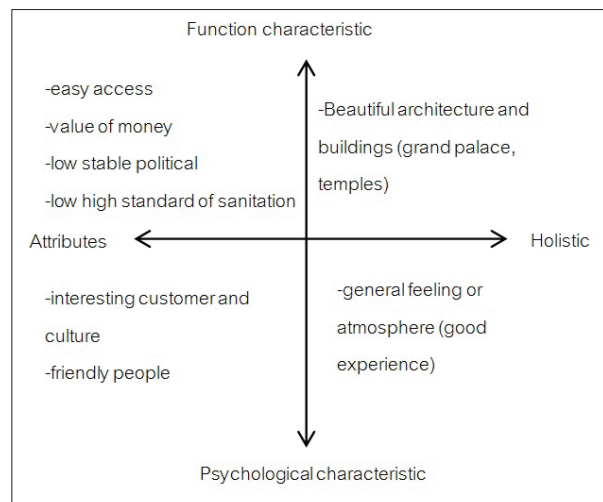 Function characteristic
-easy access
-value of money
-low stable political
-low high standard of sanitation
-Beautiful architecture and
buildings (grand palace,
temples)
Attributes
Holistic
-interesting customer and
culture
-friendly people
-general feeling or
atmosphere (good
experience)
Psychological characteristic